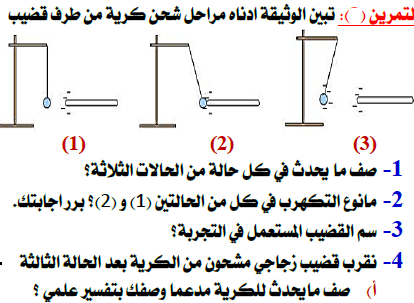 لتمرين (⌒): تبين الوثيقة ادناه مراحل شحن كرية من طرف قضيب
(1) (2) (3)
1- صف ما يحدث في كل حالة من الحالات الثلاثة؟
2- مانوع التكهرب في كل من الحالتين (1) و (2)؟ برر اجابتك.
3- سم القضيب المستعمل في التجربة؟
4- نقرب قضيب زجاجي مشحون من الكرية بعد الحالة الثالثة
أ) صف مايحدث للكرية مدعما وصفك بتفسير علمي ؟